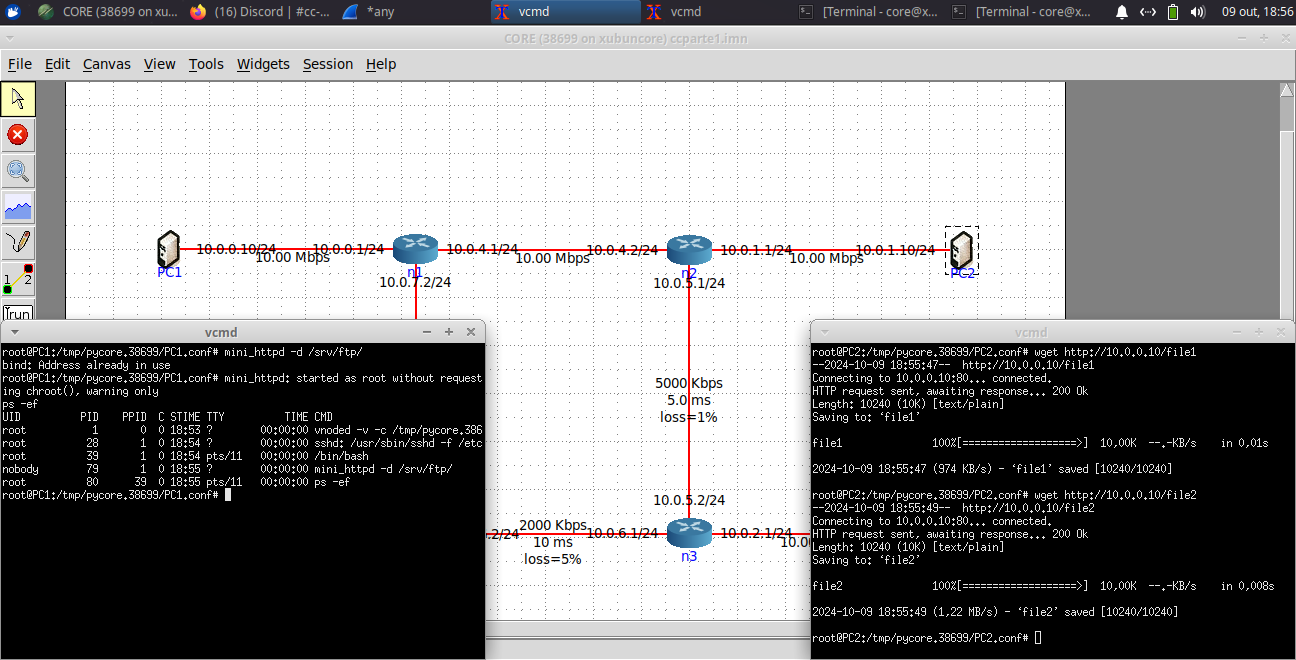 CORE (38699 on xu...
(16) Discord | #cc-...
*any
vcmd
vcmd
[Terminal - core@x...
[Terminal - core@x...
09 out, 18:56
CORE (38699 on xubuncore) ccparte1.imn
File Edit Canvas View Tools Widgets Session Help
10.0.0.10/24
10.0.0.1/24
10.00 Mbps
PC1
n1
10.0.7.2/24
10.0.4.1/24
10.0.4.2/24
10.00 Mbps
n2
10.0.5.1/24
10.0.1.1/24
10.0.1.10/24
10.00 Mbps
PC2
1 2
run
5000 Kbps
5.0 ms
loss=1%
10.0.5.2/24
.2/24
2000 Kbps
10 ms
loss=5%
10.0.6.1/24
n3
10.0.2.1/24
10.00
vcmd
root@PC1:/tmp/pycore.38699/PC1.conf# mini_httpd -d /srv/ftp/
bind: Address already in use
root@PC1:/tmp/pycore.38699/PC1.conf# mini_httpd: started as root without request
ing chroot(), warning only
ps -ef
UID PID PPID C STIME TTY TIME CMD
root 1 0 0 18:53 ? 00:00:00 vnoded -v -c /tmp/pycore.386
root 28 1 0 18:54 ? 00:00:00 sshd: /usr/sbin/sshd -f /etc
root 39 1 0 18:54 pts/11 00:00:00 /bin/bash
nobody 79 1 0 18:55 ? 00:00:00 mini_httpd -d /srv/ftp/
root 80 39 0 18:55 pts/11 00:00:00 ps -ef
root@PC1:/tmp/pycore.38699/PC1.conf#
vcmd
root@PC2:/tmp/pycore.38699/PC2.conf# wget http://10.0.0.10/file1
--2024-10-09 18:55:47-- http://10.0.0.10/file1
Connecting to 10.0.0.10:80... connected.
HTTP request sent, awaiting response... 200 Ok
Length: 10240 (10K) [text/plain]
Saving to: ‘file1’
file1 100%[===================>] 10,00K --.-KB/s in 0,01s
2024-10-09 18:55:47 (974 KB/s) - ‘file1’ saved [10240/10240]
root@PC2:/tmp/pycore.38699/PC2.conf# wget http://10.0.0.10/file2
--2024-10-09 18:55:49-- http://10.0.0.10/file2
Connecting to 10.0.0.10:80... connected.
HTTP request sent, awaiting response... 200 Ok
Length: 10240 (10K) [text/plain]
Saving to: ‘file2’
file2 100%[===================>] 10,00K --.-KB/s in 0,008s
2024-10-09 18:55:49 (1,22 MB/s) - ‘file2’ saved [10240/10240]
root@PC2:/tmp/pycore.38699/PC2.conf#